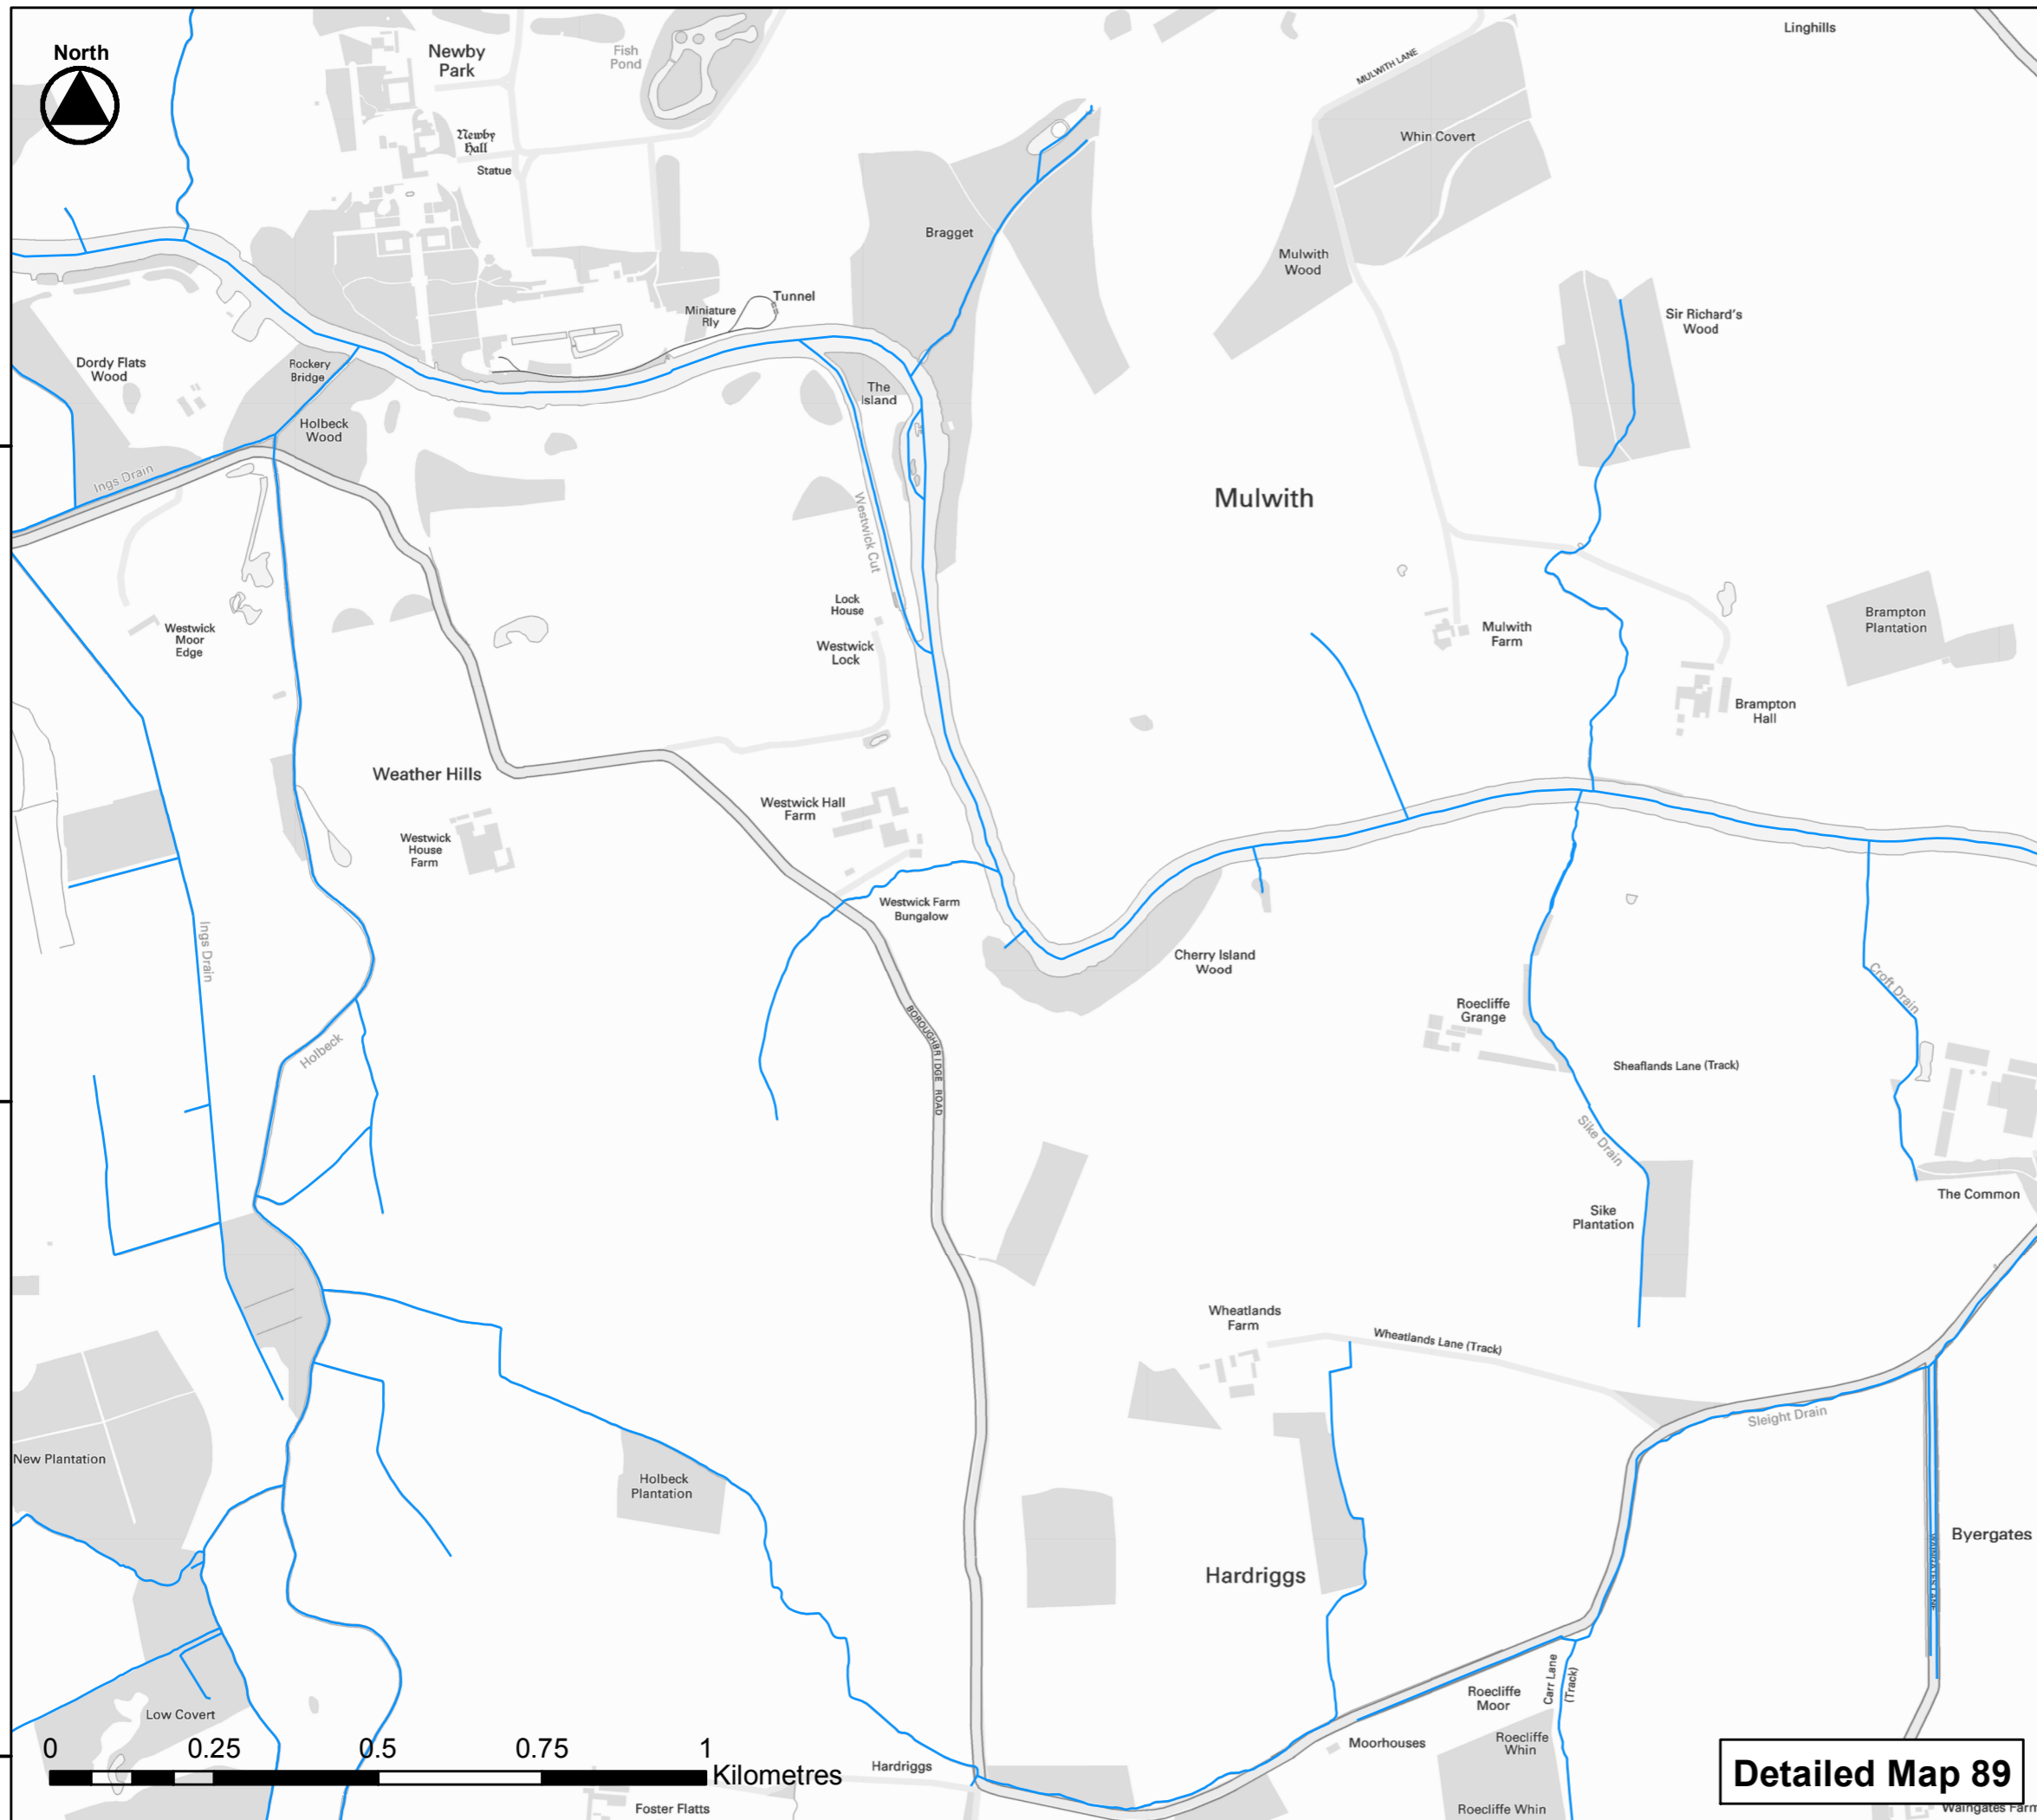 North
Newby
Park
Fish
Pond
Linghills
MULWITH LANE
Newby
Hall
Statue
Whin Covert
Bragget
Mulwith
Wood
Miniature
Rly
Tunnel
Sir Richard's
Wood
Dordy Flats
Wood
Rockery
Bridge
The
Island
Holbeck
Wood
Ings Drain
Westwick Cut
Mulwith
Lock
House
Westwick
Moor
Edge
Westwick
Lock
Mulwith
Farm
Brampton
Plantation
Brampton
Hall
Weather Hills
Westwick Hall
Farm
Westwick
House
Farm
Westwick Farm
Bungalow
Ings Drain
Cherry Island
Wood
Croft Drain
Roecliffe
Grange
Holbeck
BOROUGHBRIDGE ROAD
Sheaflands Lane (Track)
Sike Drain
The Common
Sike
Plantation
Wheatlands
Farm
Wheatlands Lane (Track)
Sleight Drain
New Plantation
Holbeck
Plantation
Hardriggs
Byergates
Carr Lane
(Track)
Roecliffe
Moor
Low Covert
Moorhouses
Roecliffe
Whin
Hardriggs
0 0.25 0.5 0.75 1
Kilometres
Detailed Map 89
Foster Flatts
Roecliffe Whin
Waingates Farm